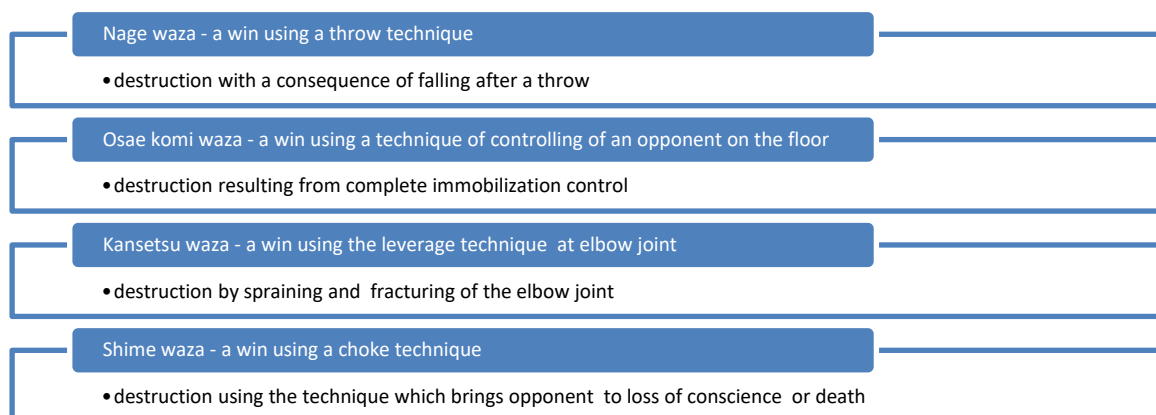 Nage waza - a win using a throw technique
•destruction with a consequence of falling after a throw
Osae komi waza - a win using a technique of controlling of an opponent on the floor
•destruction resulting from complete immobilization control
Kansetsu waza - a win using the leverage technique at elbow joint
•destruction by spraining and fracturing of the elbow joint
Shime waza - a win using a choke technique
•destruction using the technique which brings opponent to loss of conscience or death